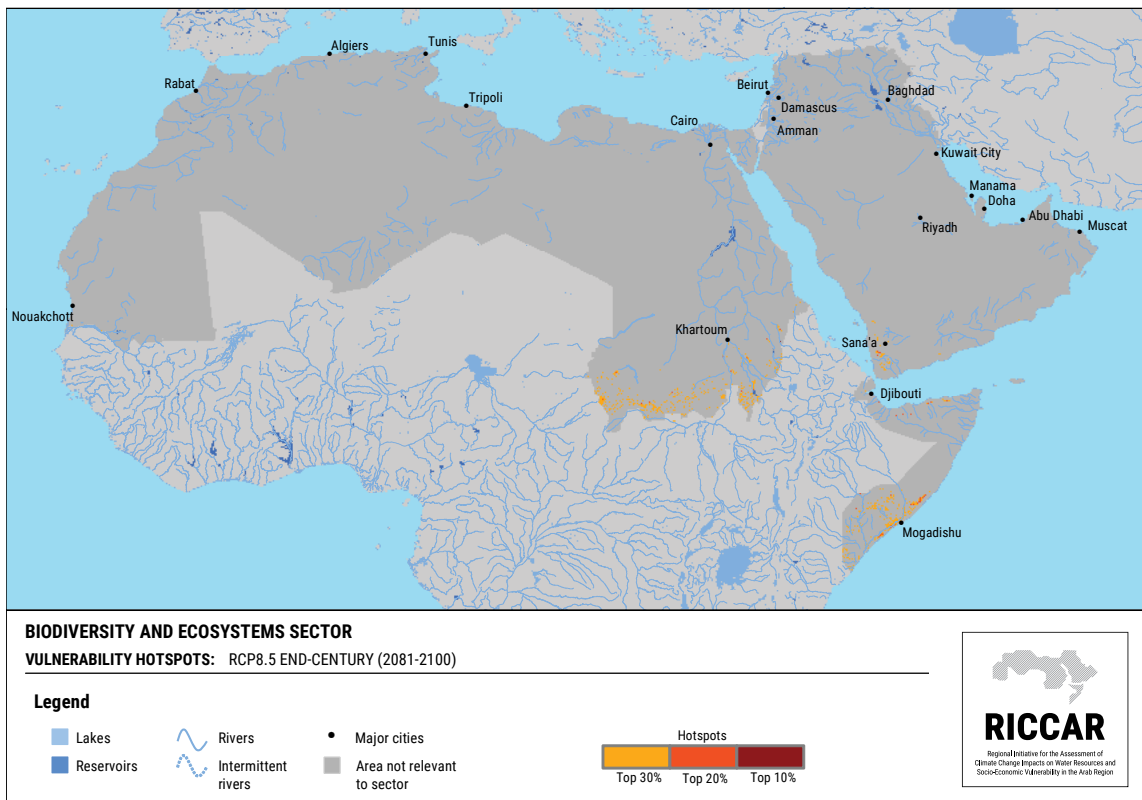 Algiers
Tunis
Rabat
Tripoli
Beirut
Baghdad
Damascus
Cairo
Amman
Kuwait City
Manama
Doha
Abu Dhabi
Riyadh
Muscat
Nouakchott
Khartoum
Sana'a
Djibouti
Mogadishu
BIODIVERSITY AND ECOSYSTEMS SECTOR
VULNERABILITY HOTSPOTS: RCP8.5 END-CENTURY (2081-2100)
Legend
Lakes
Rivers
Major cities
Reservoirs
Intermittent
rivers
Area not relevant
to sector
Hotspots
Top 30%
Top 20%
Top 10%
RICCAR
Regional Initiative for the Assessment of
Climate Change Impacts on Water Resources and
Socio-Economic Vulnerability in the Arab Region